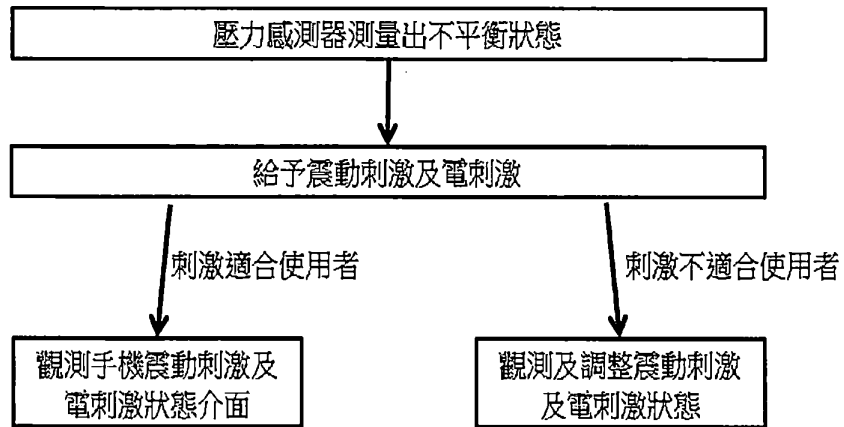 壓力感測器測量出不平衡狀態
給予震動刺激及電刺激
刺激適合使用者
刺激不適合使用者
觀測手機震動刺激及
電刺激狀態介面
觀測及調整震動刺激
及電刺激狀態